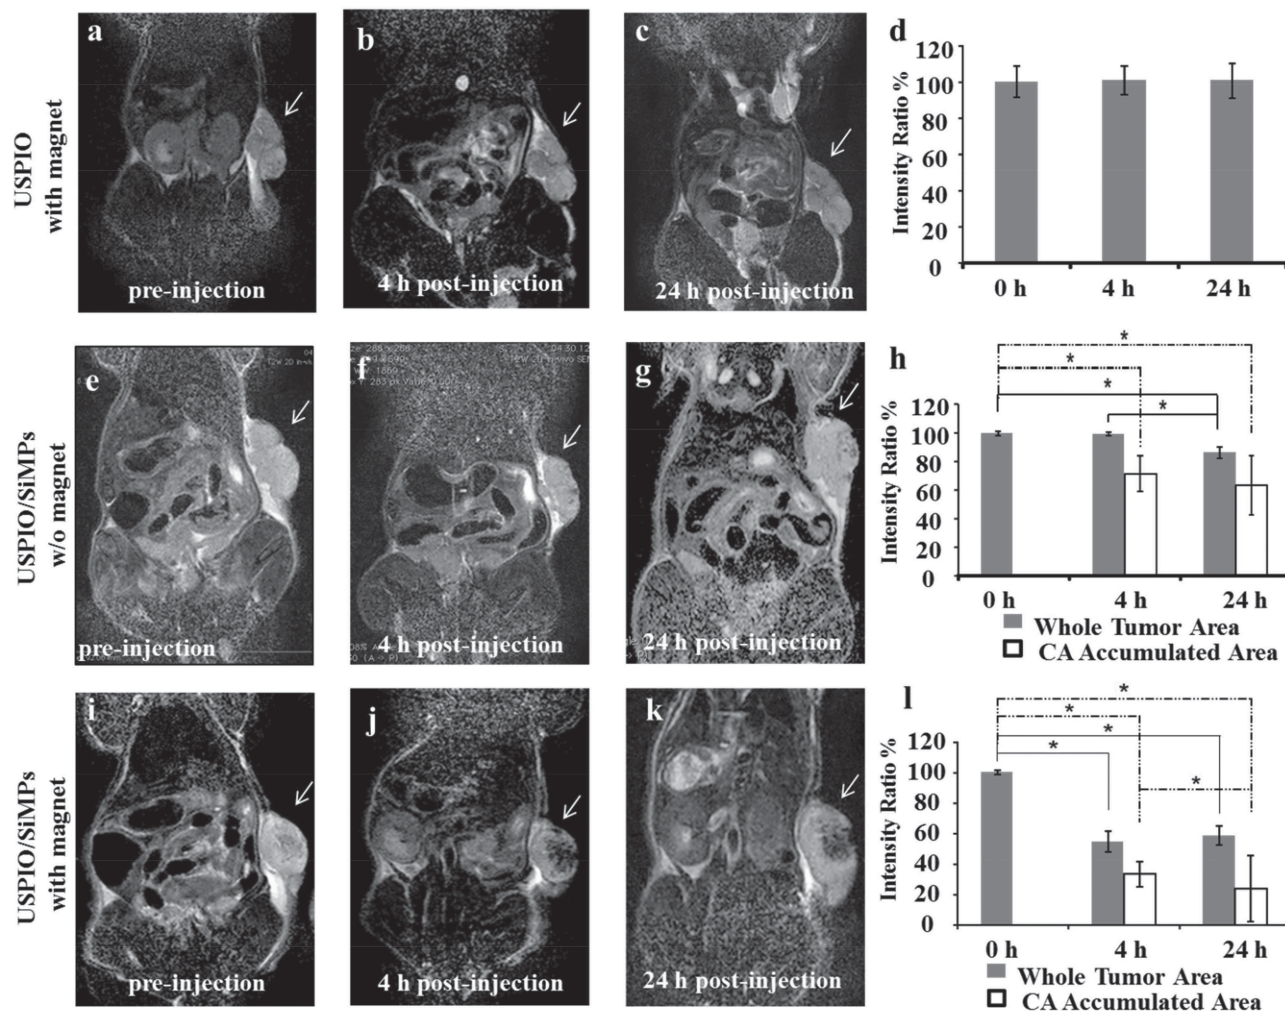 a
b
c
d
USPIO
with magnet
pre-injection
4 h post-injection
24 h post-injection
Intensity Ratio %
120
100
80
60
40
20
0
0 h
4 h
24 h
e
f
g
h
USPIO/SiMPs
w/o magnet
pre-injection
4 h post-injection
24 h post-injection
Intensity Ratio %
120
100
80
60
40
20
0
* * * *
0 h
4 h
24 h
Whole Tumor Area
CA Accumulated Area
i
j
k
l
USPIO/SiMPs
with magnet
pre-injection
4 h post-injection
24 h post-injection
Intensity Ratio %
120
100
80
60
40
20
0
* * * * *
0 h
4 h
24 h
Whole Tumor Area
CA Accumulated Area